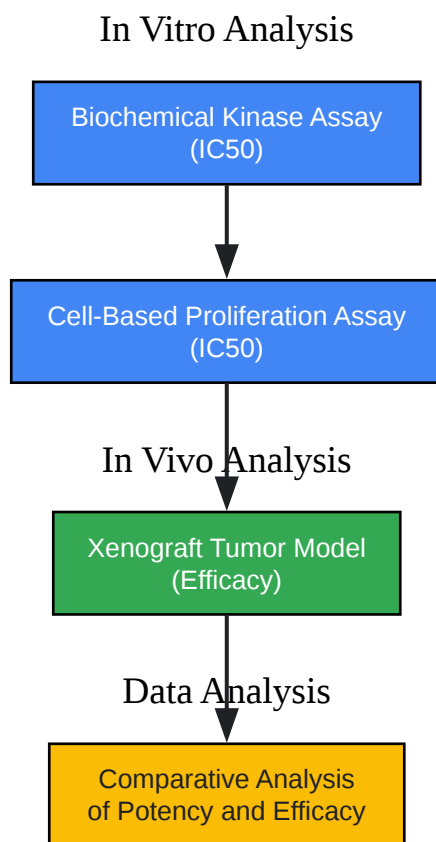 In Vitro Analysis
Biochemical Kinase Assay
(IC50)
Cell-Based Proliferation Assay
(IC50)
In Vivo Analysis
Xenograft Tumor Model
(Efficacy)
Data Analysis
Comparative Analysis
of Potency and Efficacy